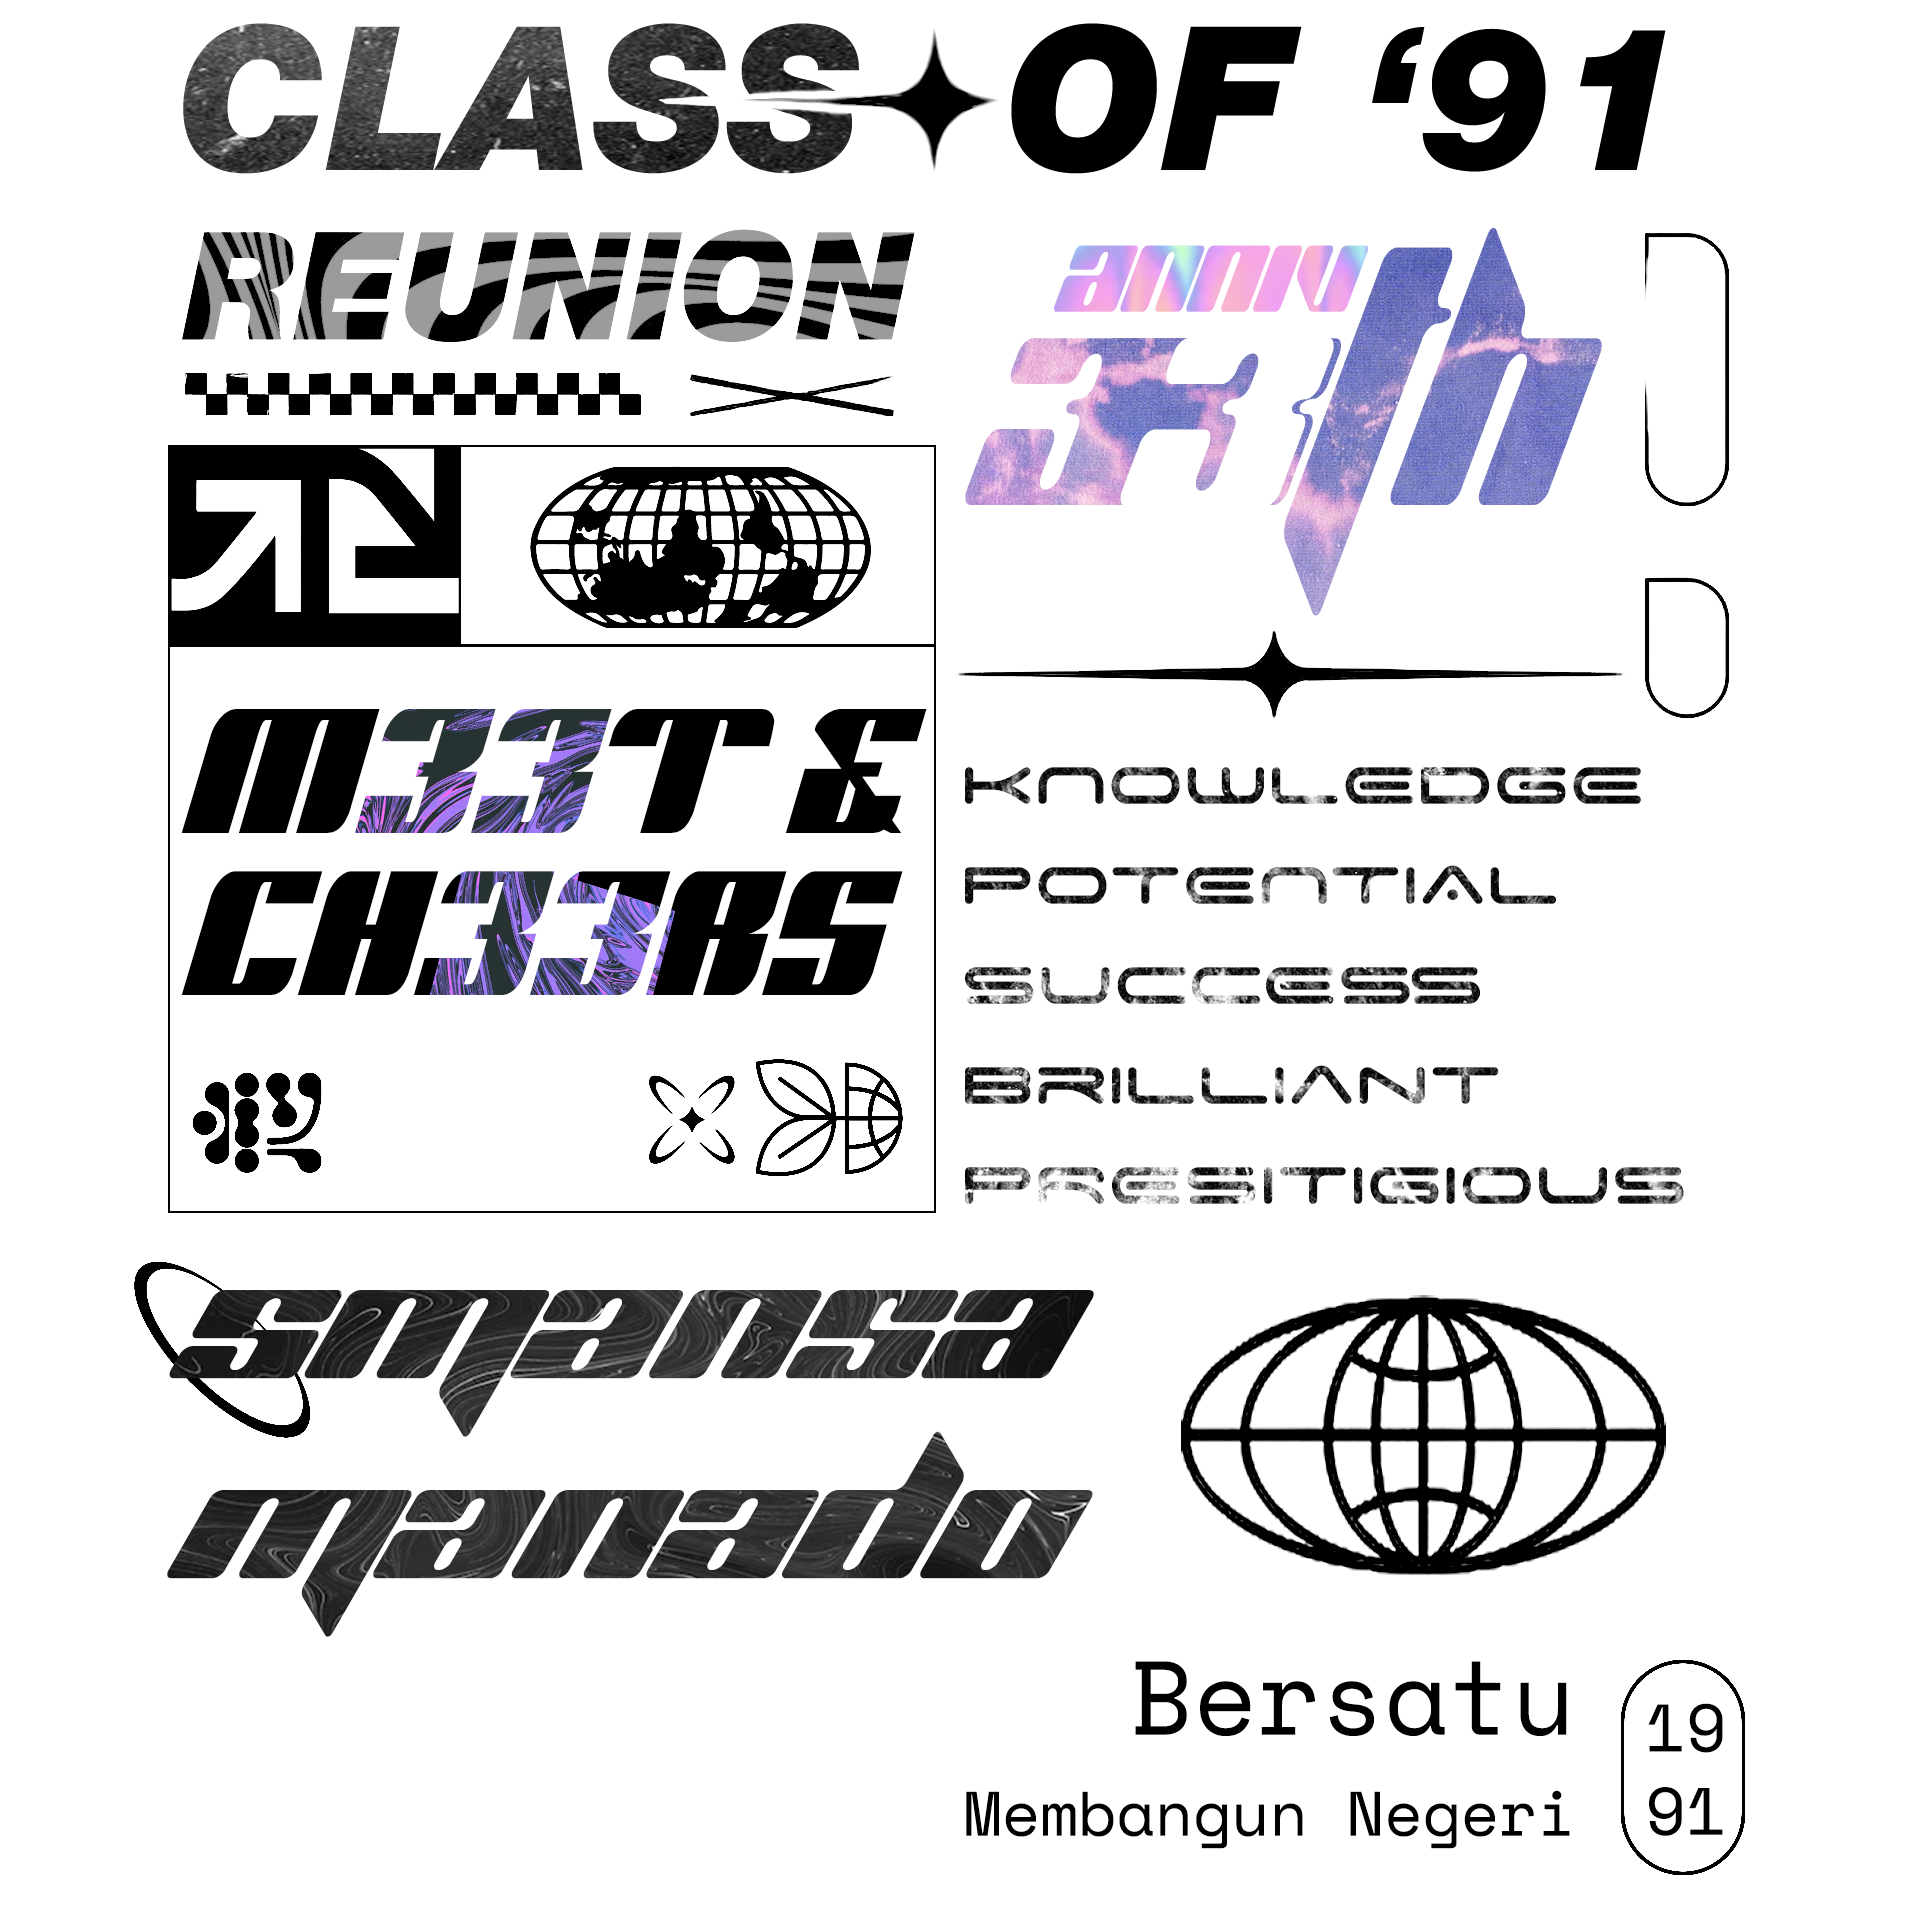 CLASS OF ‘91
REUNION
anniv
33th
M33T &
CH33RS
KNOWLEDGE
POTENTIAL
SUCCESS
BRILLIANT
PRESITIGIOUS
smansa
manado
Bersatu
Membangun Negeri
19
91